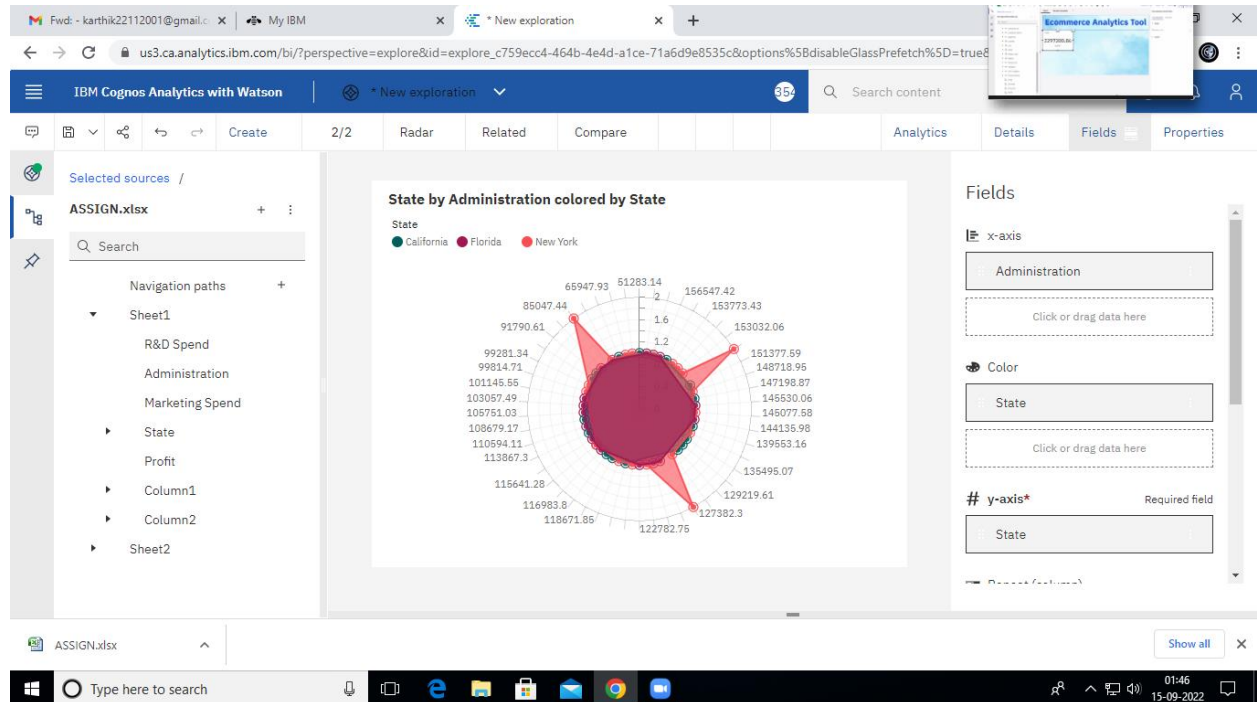 Fwd: - karthik22112001@gmail.c
My IBM
* New exploration
us3.ca.analytics.ibm.com/bi/?perspective=explore&id=explore_c759ecc4-464b-4e4d-a1ce-71a6d9e8535c&options%5BdisableGlassPrefetch%5D=true&
Ecommerce Analytics Tool
IBM Cognos Analytics with Watson
* New exploration
354
Search content
Create
2/2
Radar
Related
Compare
Analytics
Details
Fields
Properties
Selected sources /
ASSIGN.xlsx
Search
Navigation paths
Sheet1
R&D Spend
Administration
Marketing Spend
State
Profit
Column1
Column2
Sheet2
State by Administration colored by State
State
California Florida New York
51283.14
156547.42
153773.43
153032.06
151377.59
148718.95
147198.87
145530.06
145077.58
144135.98
139553.16
135495.07
129219.61
127382.3
122782.75
118671.85
116983.8
115641.28
113867.3
110594.11
108679.17
105751.03
103057.49
101145.55
99814.71
99281.34
91790.61
85047.44
65947.93
2
1.6
1.2
Fields
x-axis
Administration
Click or drag data here
Color
State
Click or drag data here
# y-axis* Required field
State
ASSIGN.xlsx
Show all
Type here to search
01:46
15-09-2022